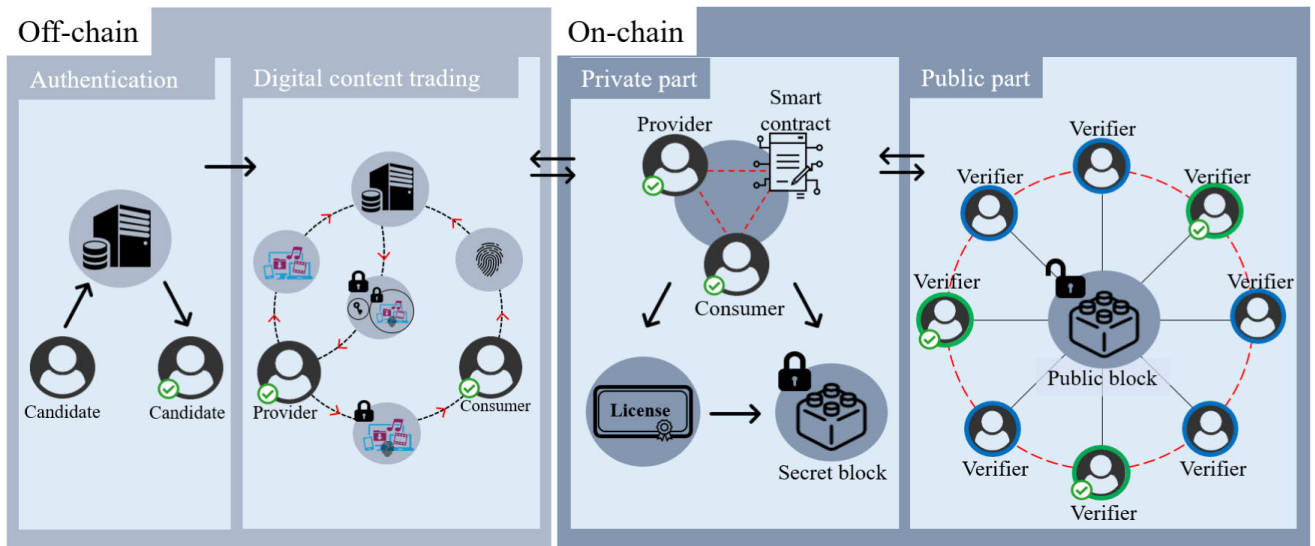 Off-chain
On-chain
Authentication
Digital content trading
Private part
Public part
Candidate
Candidate
Provider
Consumer
Provider
Smart
contract
Consumer
License
Secret block
Verifier
Verifier
Verifier
Verifier
Verifier
Public block
Verifier
Verifier
Verifier